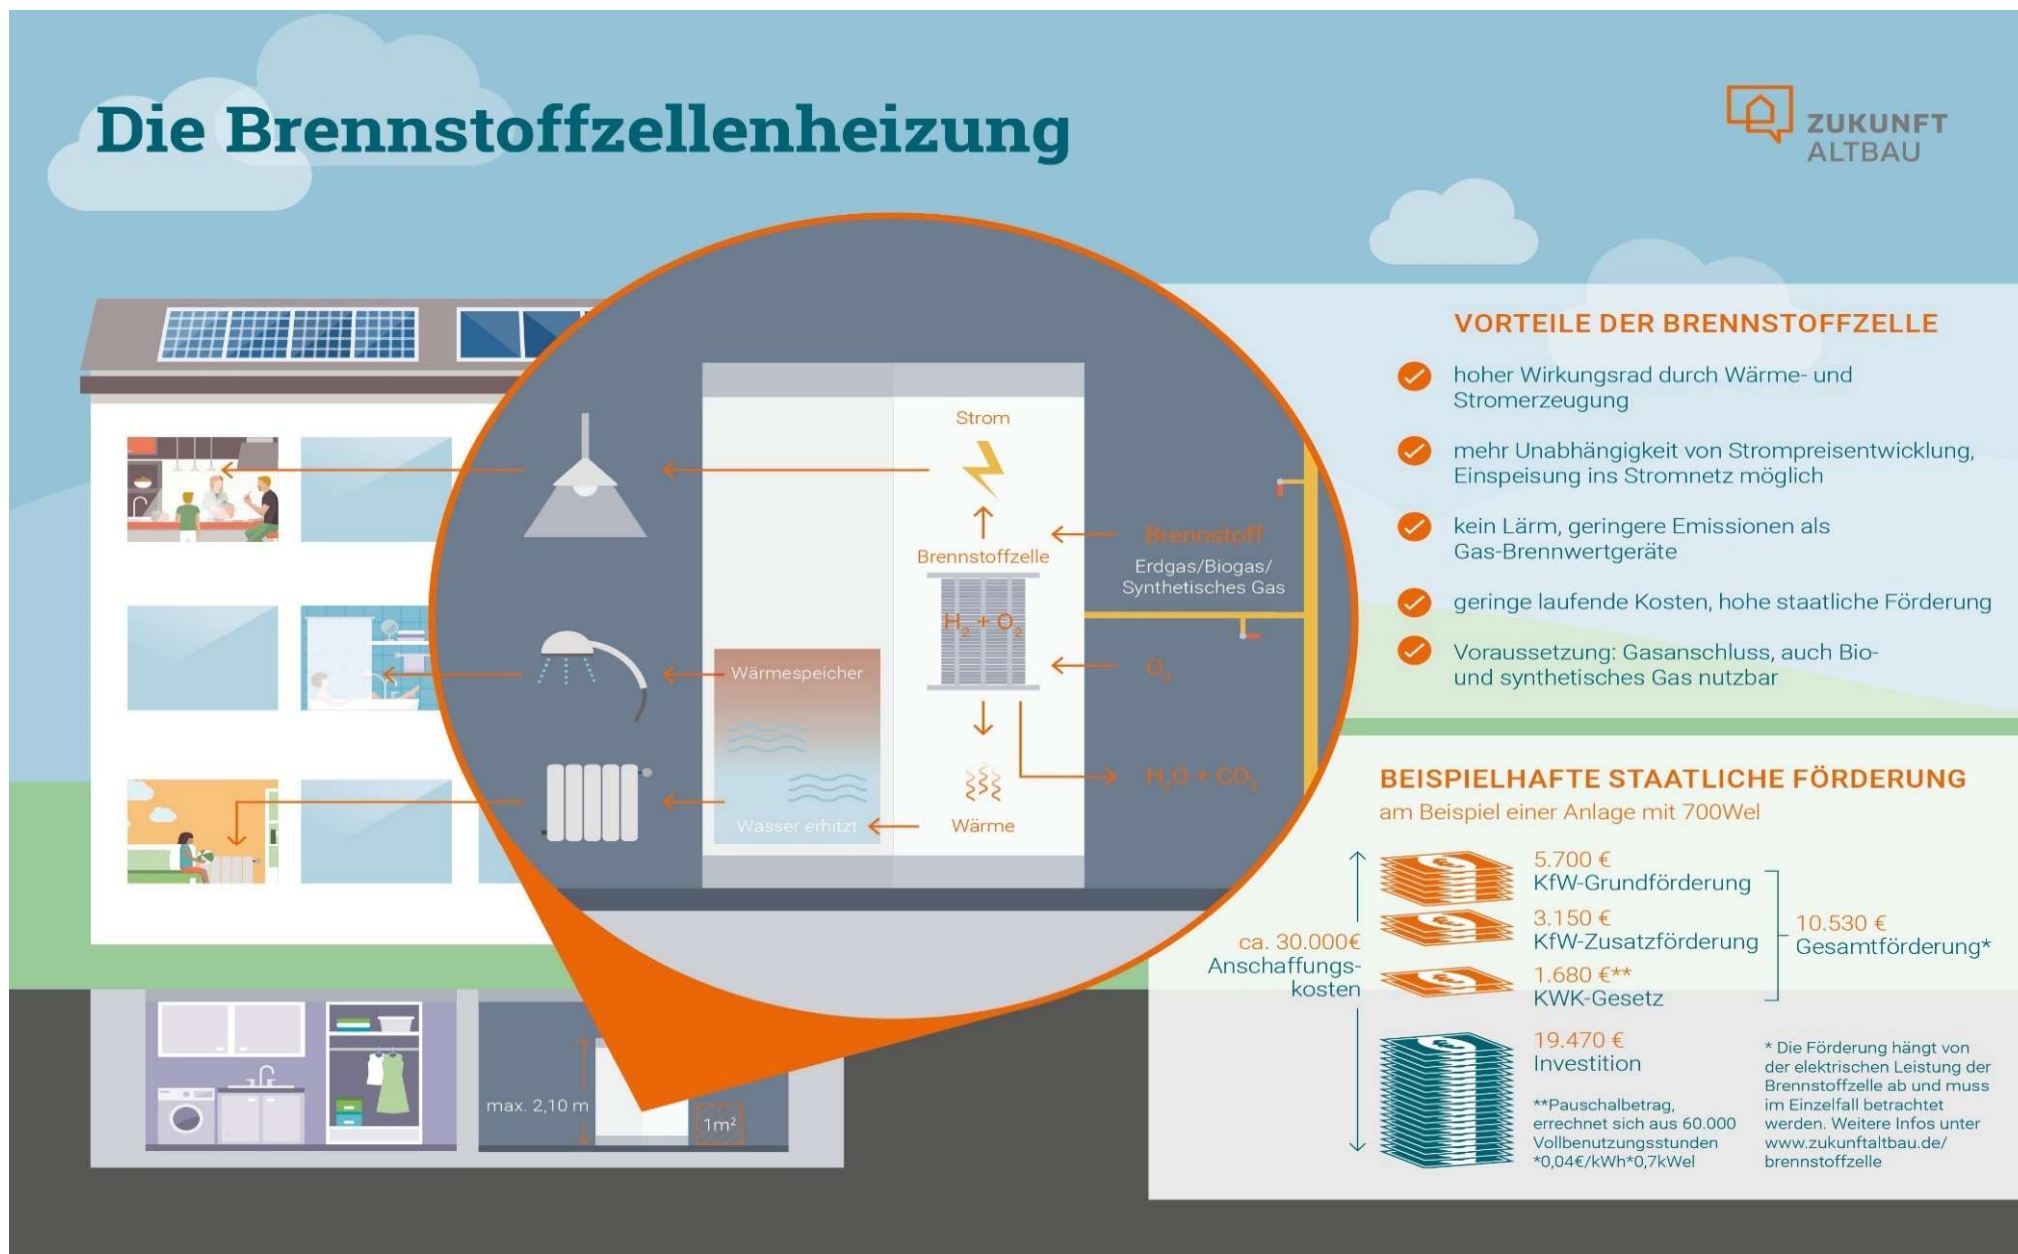 Die Brennstoffzellenheizung
ZUKUNFT
ALTBAU
Strom
Brennstoffzelle
H₂ + O₂
Brennstoff
Erdgas/Biogas/
Synthetisches Gas
O₂
H₂O + CO₂
Wärme
Wärmespeicher
Wasser erhitzt
max. 2,10 m
1m²
VORTEILE DER BRENNSTOFFZELLE
hoher Wirkungsrad durch Wärme- und
Stromerzeugung
mehr Unabhängigkeit von Strompreisentwicklung,
Einspeisung ins Stromnetz möglich
kein Lärm, geringere Emissionen als
Gas-Brennwertgeräte
geringe laufende Kosten, hohe staatliche Förderung
Voraussetzung: Gasanschluss, auch Bio-
und synthetisches Gas nutzbar
BEISPIELHAFTE STAATLICHE FÖRDERUNG
am Beispiel einer Anlage mit 700Wel
ca. 30.000€
Anschaffungs-
kosten
5.700 €
KfW-Grundförderung
3.150 €
KfW-Zusatzförderung
1.680 €**
KWK-Gesetz
10.530 €
Gesamtförderung*
19.470 €
Investition
**Pauschalbetrag,
errechnet sich aus 60.000
Vollbenutzungsstunden
*0,04€/kWh*0,7kWel
* Die Förderung hängt von
der elektrischen Leistung der
Brennstoffzelle ab und muss
im Einzelfall betrachtet
werden. Weitere Infos unter
www.zukunftaltbau.de/
brennstoffzelle